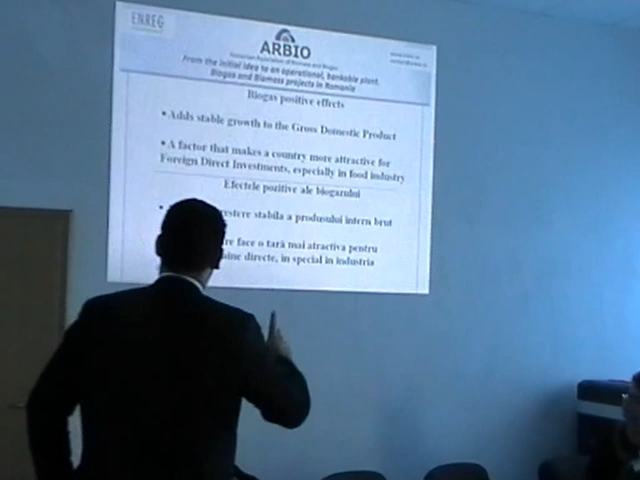 ENREG
ARBIO
Romanian Association of Biomass and Biogas
From the initial idea to an operational, bankable plant.
Biogas and Biomass projects in Romania
Biogas positive effects
• Adds stable growth to the Gross Domestic Product
• A factor that makes a country more attractive for
Foreign Direct Investments, especially in food industry
Efectele pozitive ale biogazului
• stere stabila a produsului intern brut
re face o tară mai atractiva pentru
ine directe, in special in industria